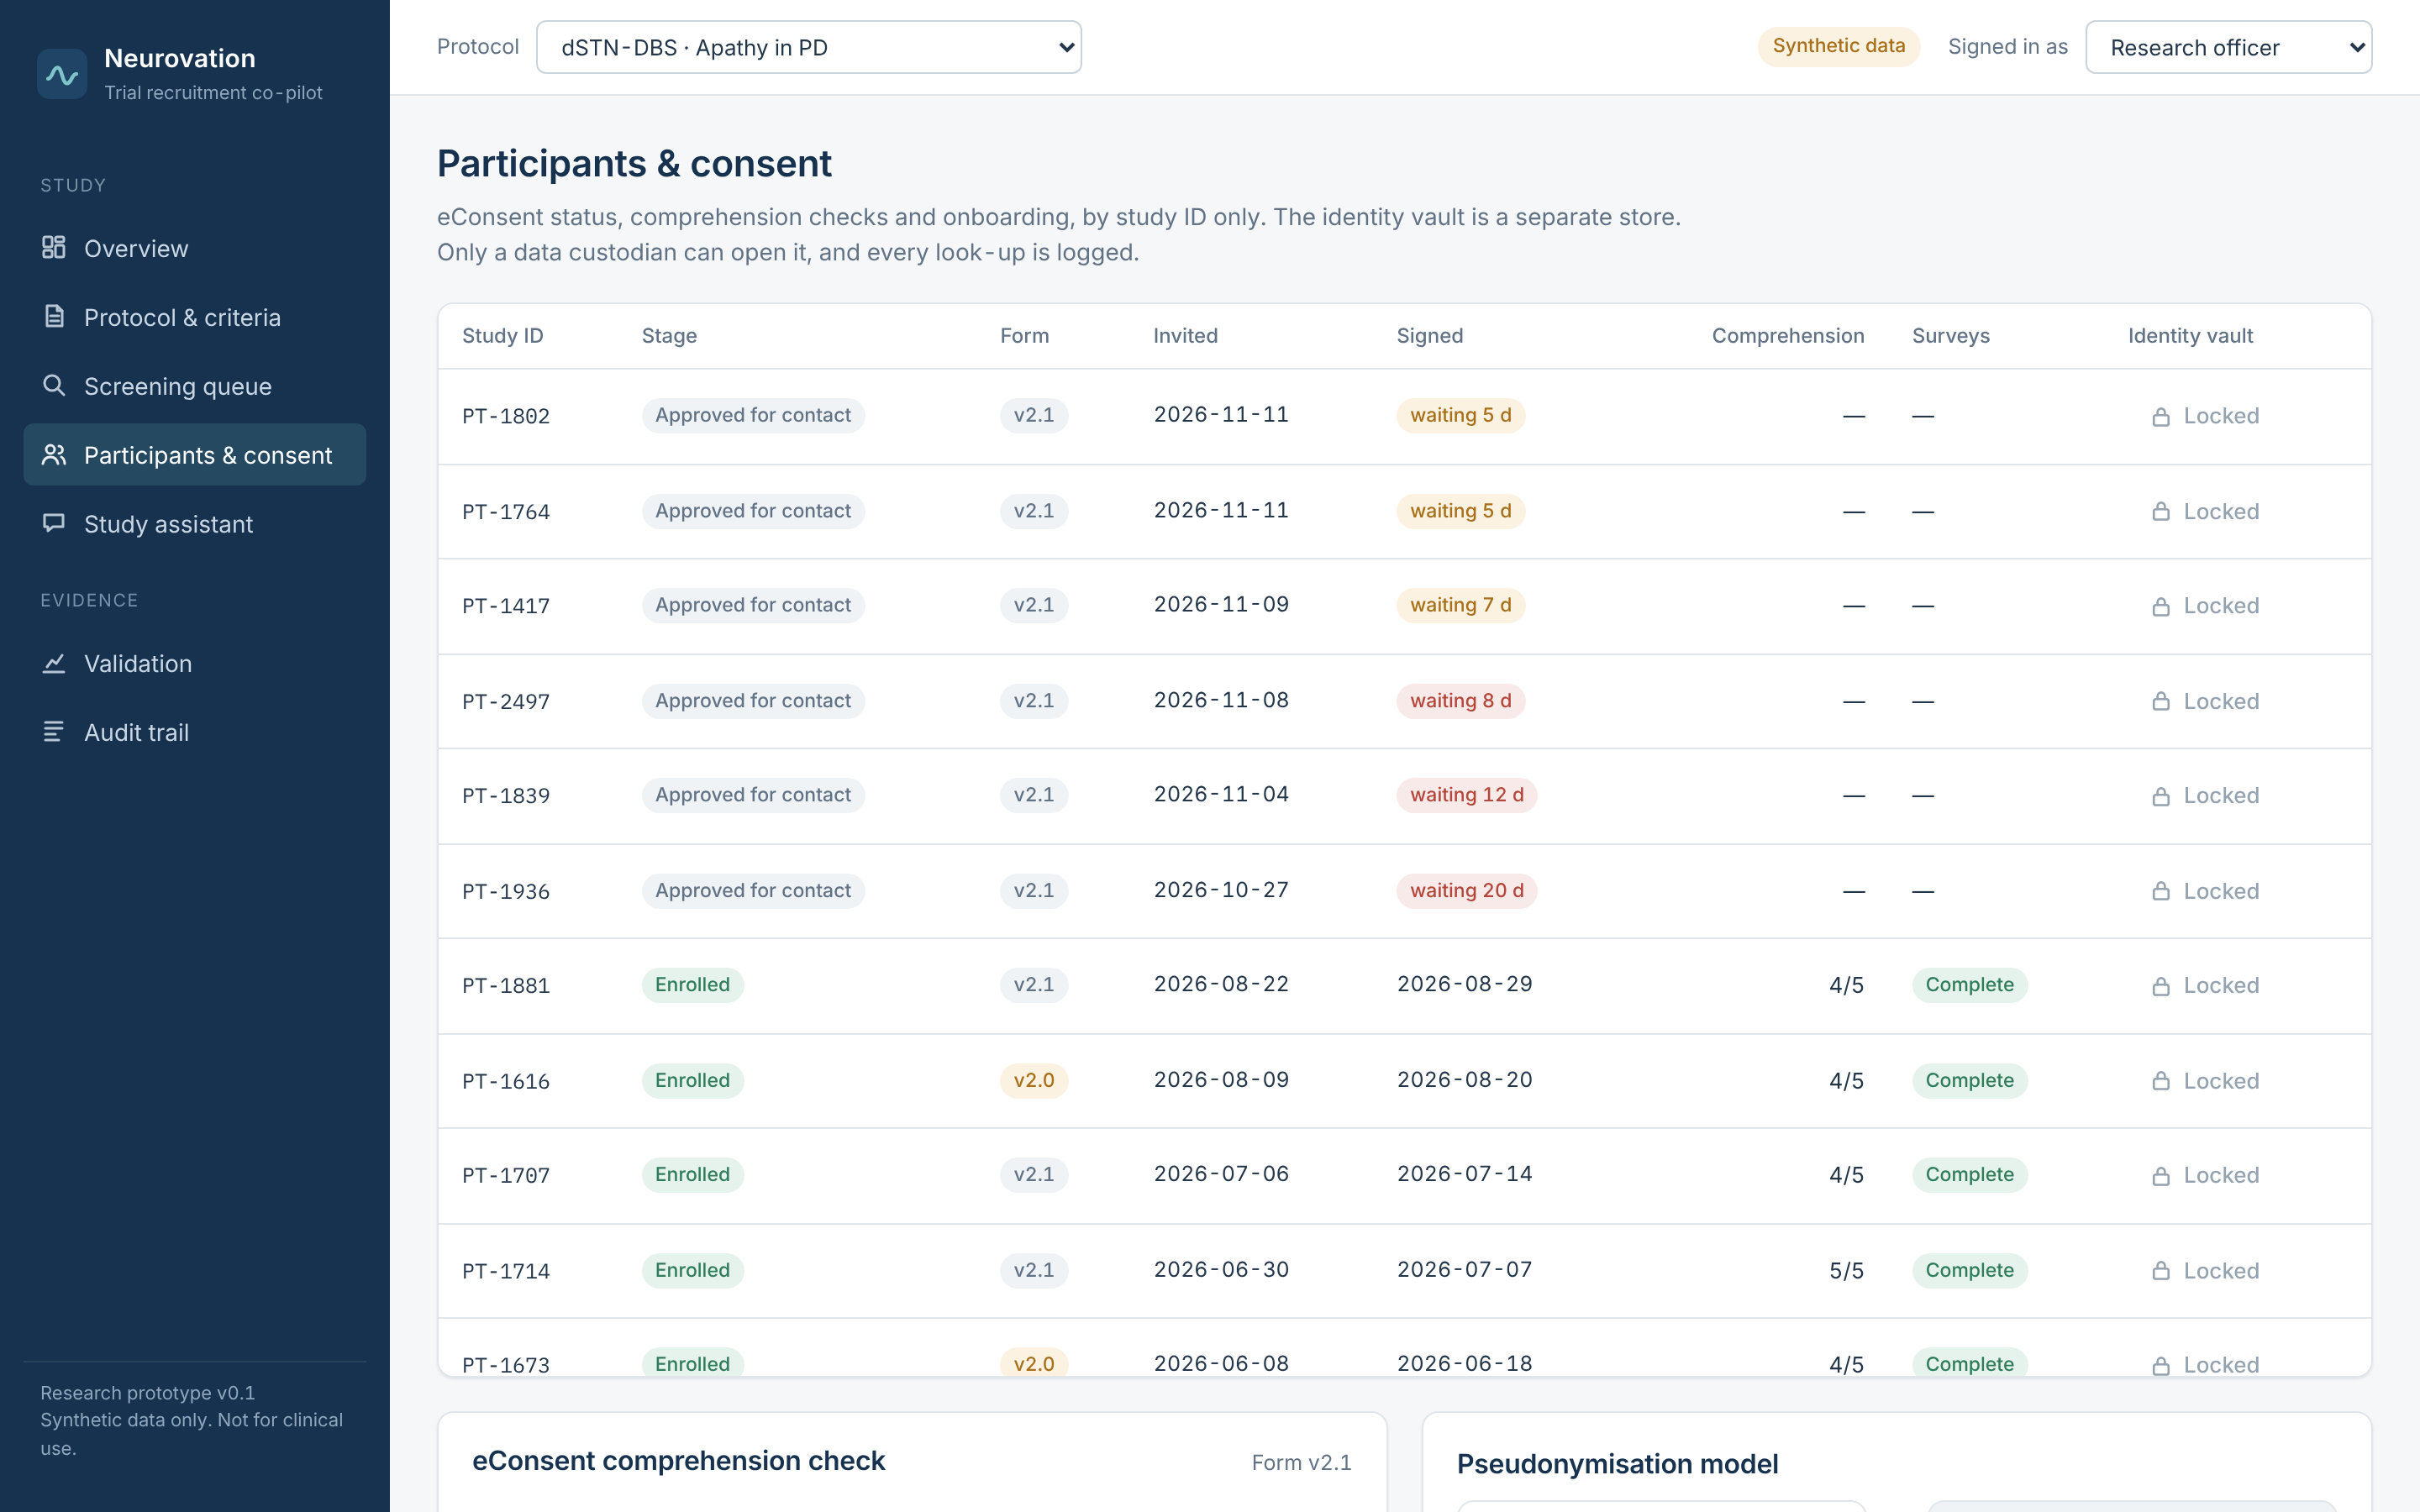 Neurovation
Trial recruitment co-pilot
STUDY
Overview
Protocol & criteria
Screening queue
Participants & consent
Study assistant
EVIDENCE
Validation
Audit trail
Research prototype v0.1
Synthetic data only. Not for clinical
use.
Protocol dSTN-DBS · Apathy in PD Synthetic data Signed in as Research officer
Participants & consent
eConsent status, comprehension checks and onboarding, by study ID only. The identity vault is a separate store.
Only a data custodian can open it, and every look-up is logged.
Study ID Stage Form Invited Signed Comprehension Surveys Identity vault
PT-1802 Approved for contact v2.1 2026-11-11 waiting 5 d — — Locked
PT-1764 Approved for contact v2.1 2026-11-11 waiting 5 d — — Locked
PT-1417 Approved for contact v2.1 2026-11-09 waiting 7 d — — Locked
PT-2497 Approved for contact v2.1 2026-11-08 waiting 8 d — — Locked
PT-1839 Approved for contact v2.1 2026-11-04 waiting 12 d — — Locked
PT-1936 Approved for contact v2.1 2026-10-27 waiting 20 d — — Locked
PT-1881 Enrolled v2.1 2026-08-22 2026-08-29 4/5 Complete Locked
PT-1616 Enrolled v2.0 2026-08-09 2026-08-20 4/5 Complete Locked
PT-1707 Enrolled v2.1 2026-07-06 2026-07-14 4/5 Complete Locked
PT-1714 Enrolled v2.1 2026-06-30 2026-07-07 5/5 Complete Locked
PT-1673 Enrolled v2.0 2026-06-08 2026-06-18 4/5 Complete Locked
eConsent comprehension check Form v2.1
Pseudonymisation model